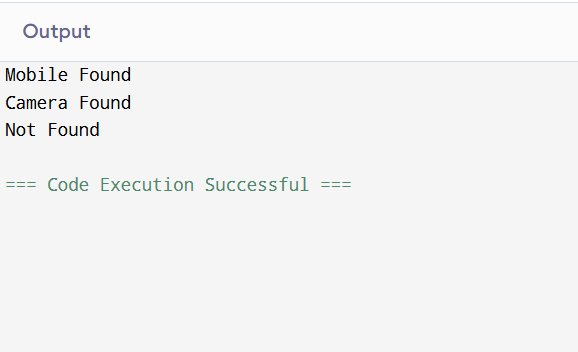 Output
Mobile Found
Camera Found
Not Found
=== Code Execution Successful ===